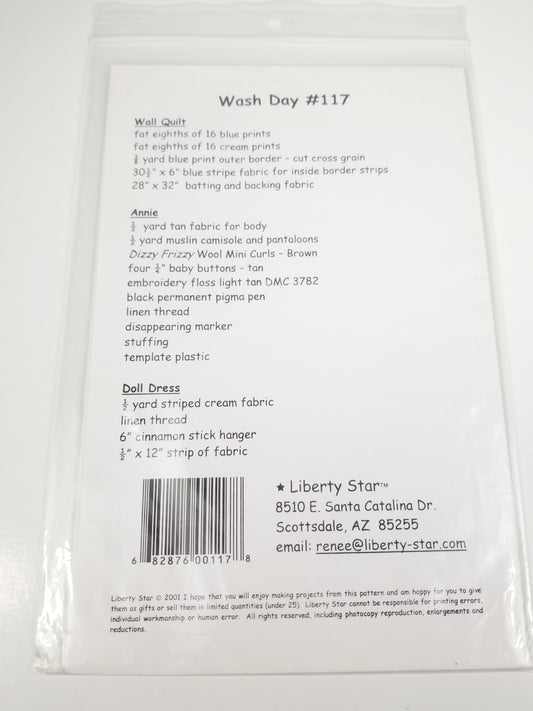 Wash Day #117
Wall Quilt
fat eighths of 16 blue prints
fat eighths of 16 cream prints
yard blue print outer border - cut cross grain
30½" x 6" blue stripe fabric for inside border strips
28" x 32" batting and backing fabric
Annie
½ yard tan fabric for body
½ yard muslin camisole and pantaloons
Dizzy Frizzy Wool Mini Curls – Brown
four ¼" baby buttons - tan
embroidery floss light tan DMC 3782
black permanent pigma pen
linen thread
disappearing marker
stuffing
template plastic
Doll Dress
½ yard striped cream fabric
linen thread
6" cinnamon stick hanger
½" x 12" strip of fabric
★ Liberty Star™
8510 E. Santa Catalina Dr.
Scottsdale, AZ 85255
email: renee@liberty-star.com
6 82876 00117 8
Liberty Star © 2001 I hope that you will enjoy making projects from this pattern and am happy for you to give
them as gifts or sell them in limited quantities (under 25). Liberty Star cannot be responsible for printing errors,
individual workmanship or human error. All rights reserved, including photocopy reproduction, enlargements and
reductions.